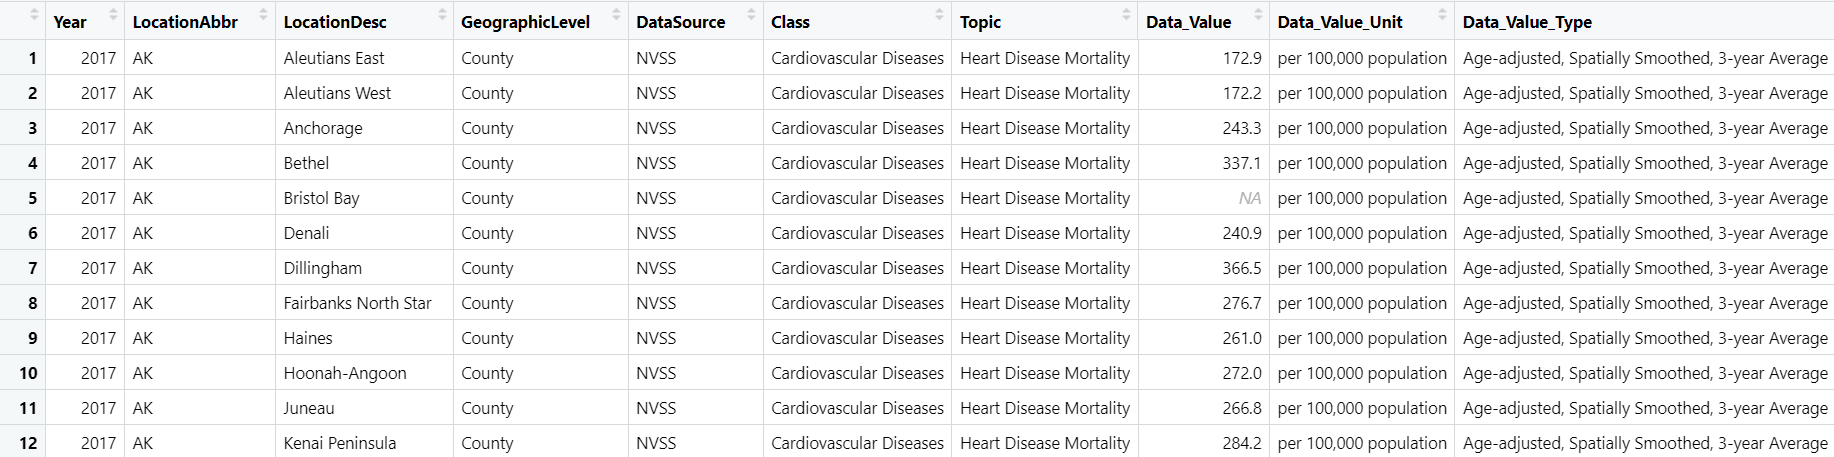 Year LocationAbbr LocationDesc GeographicLevel DataSource Class Topic Data_Value Data_Value_Unit Data_Value_Type
1 2017 AK Aleutians East County NVSS Cardiovascular Diseases Heart Disease Mortality 172.9 per 100,000 population Age-adjusted, Spatially Smoothed, 3-year Average
2 2017 AK Aleutians West County NVSS Cardiovascular Diseases Heart Disease Mortality 172.2 per 100,000 population Age-adjusted, Spatially Smoothed, 3-year Average
3 2017 AK Anchorage County NVSS Cardiovascular Diseases Heart Disease Mortality 243.3 per 100,000 population Age-adjusted, Spatially Smoothed, 3-year Average
4 2017 AK Bethel County NVSS Cardiovascular Diseases Heart Disease Mortality 337.1 per 100,000 population Age-adjusted, Spatially Smoothed, 3-year Average
5 2017 AK Bristol Bay County NVSS Cardiovascular Diseases Heart Disease Mortality NA per 100,000 population Age-adjusted, Spatially Smoothed, 3-year Average
6 2017 AK Denali County NVSS Cardiovascular Diseases Heart Disease Mortality 240.9 per 100,000 population Age-adjusted, Spatially Smoothed, 3-year Average
7 2017 AK Dillingham County NVSS Cardiovascular Diseases Heart Disease Mortality 366.5 per 100,000 population Age-adjusted, Spatially Smoothed, 3-year Average
8 2017 AK Fairbanks North Star County NVSS Cardiovascular Diseases Heart Disease Mortality 276.7 per 100,000 population Age-adjusted, Spatially Smoothed, 3-year Average
9 2017 AK Haines County NVSS Cardiovascular Diseases Heart Disease Mortality 261.0 per 100,000 population Age-adjusted, Spatially Smoothed, 3-year Average
10 2017 AK Hoonah-Angoon County NVSS Cardiovascular Diseases Heart Disease Mortality 272.0 per 100,000 population Age-adjusted, Spatially Smoothed, 3-year Average
11 2017 AK Juneau County NVSS Cardiovascular Diseases Heart Disease Mortality 266.8 per 100,000 population Age-adjusted, Spatially Smoothed, 3-year Average
12 2017 AK Kenai Peninsula County NVSS Cardiovascular Diseases Heart Disease Mortality 284.2 per 100,000 population Age-adjusted, Spatially Smoothed, 3-year Average